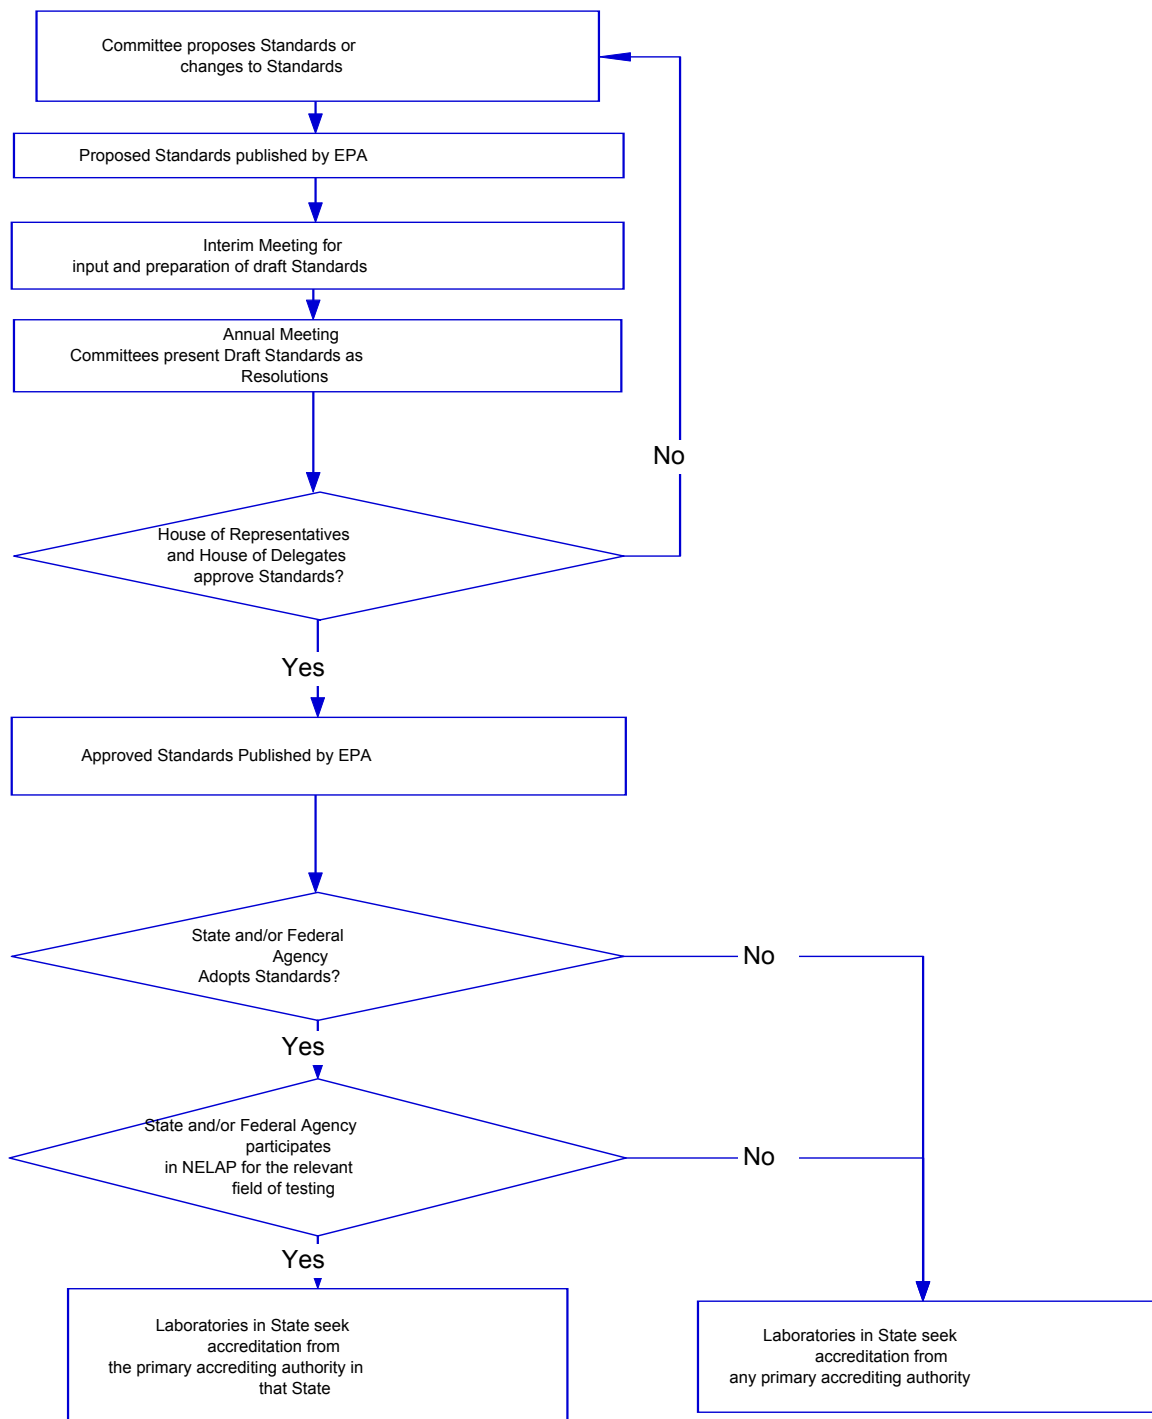 Committee proposes Standards or
changes to Standards
Proposed Standards published by EPA
Interim Meeting for
input and preparation of draft Standards
Annual Meeting
Committees present Draft Standards as
Resolutions
No
House of Representatives
and House of Delegates
approve Standards?
Yes
Approved Standards Published by EPA
State and/or Federal
Agency
Adopts Standards?
No
Yes
State and/or Federal Agency
participates
in NELAP for the relevant
field of testing
No
Yes
Laboratories in State seek
accreditation from
the primary accrediting authority in
that State
Laboratories in State seek
accreditation from
any primary accrediting authority